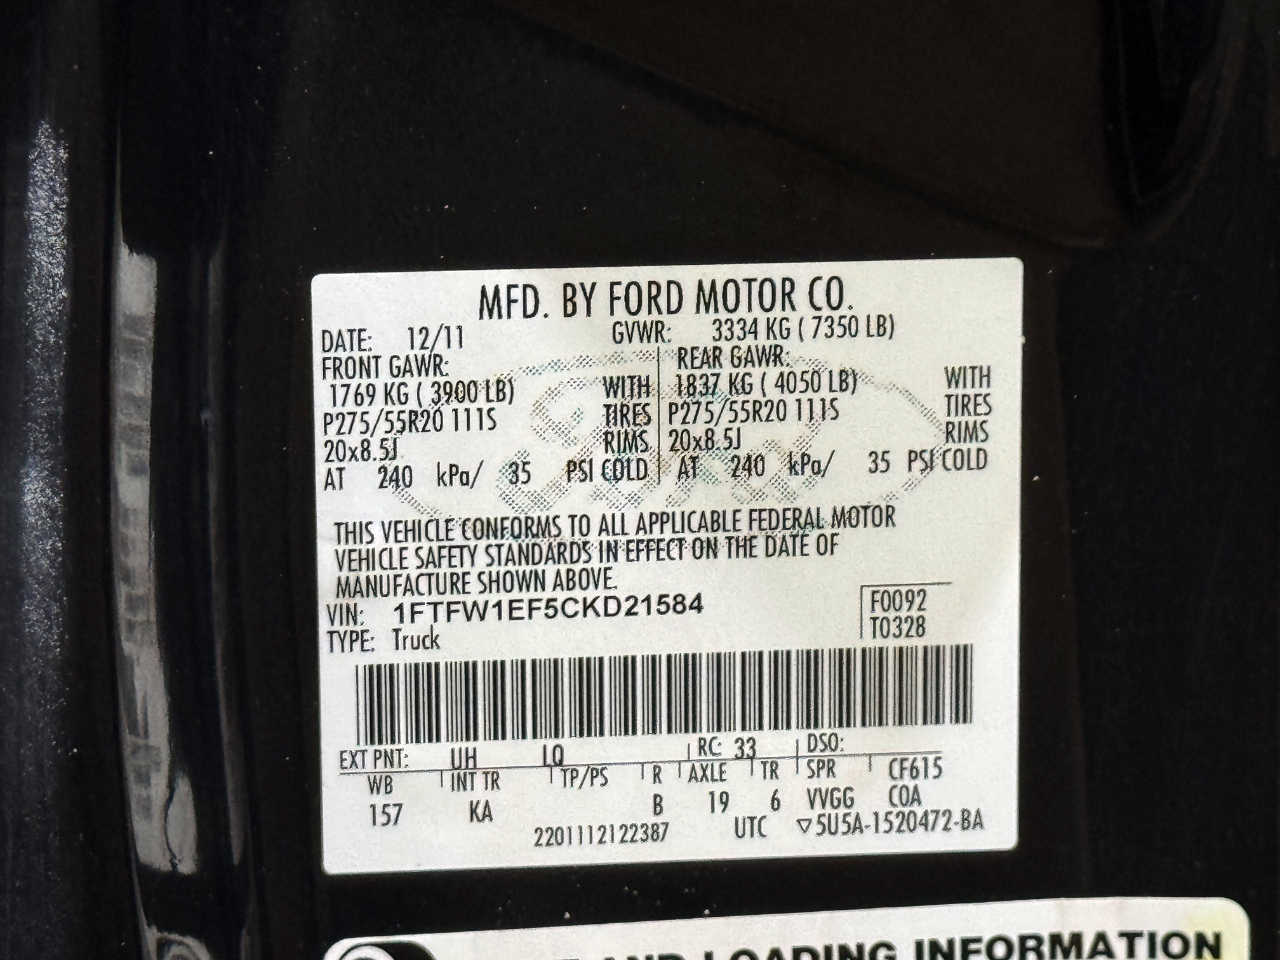 MFD. BY FORD MOTOR CO.
DATE: 12/11 GVWR: 3334 KG ( 7350 LB)
FRONT GAWR: REAR GAWR:
1769 KG ( 3900 LB) WITH 1837 KG ( 4050 LB) WITH
P275/55R20 111S TIRES P275/55R20 111S TIRES
20x8.5J RIMS 20x8.5J RIMS
AT 240 kPa/ 35 PSI COLD AT 240 kPa/ 35 PSI COLD
THIS VEHICLE CONFORMS TO ALL APPLICABLE FEDERAL MOTOR
VEHICLE SAFETY STANDARDS IN EFFECT ON THE DATE OF
MANUFACTURE SHOWN ABOVE.
VIN: 1FTFW1EF5CKD21584 F0092
TYPE: Truck T0328
EXT PNT: UH LQ RC: 33 DSO:
WB INT TR TP/PS R AXLE TR SPR CF615
157 KA B 19 6 VVGG COA
2201112122387 UTC ▽5U5A-1520472-BA
AND LOADING INFORMATION